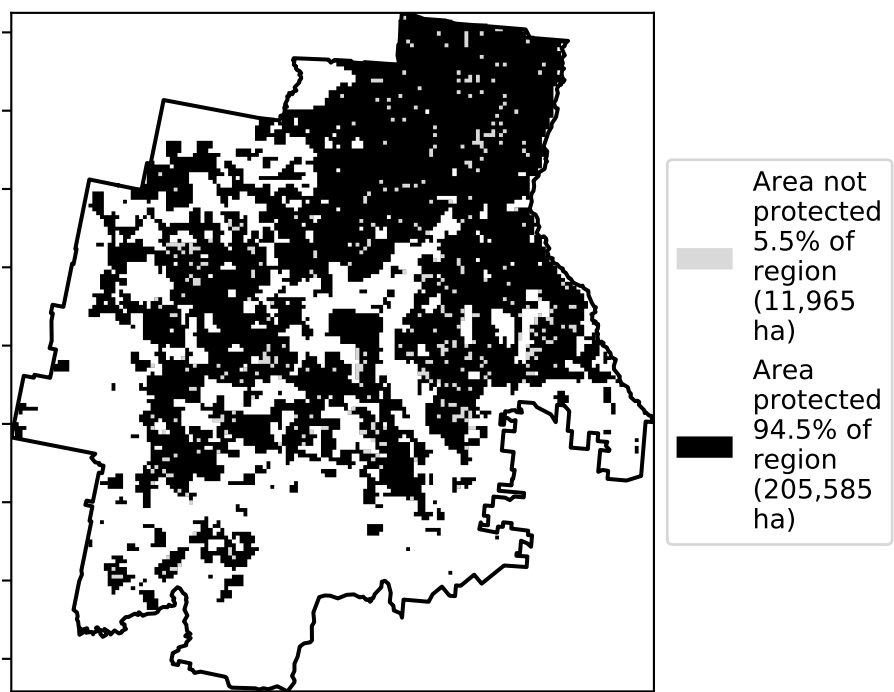 Area not
protected
5.5% of
region
(11,965
ha)
Area
protected
94.5% of
region
(205,585
ha)